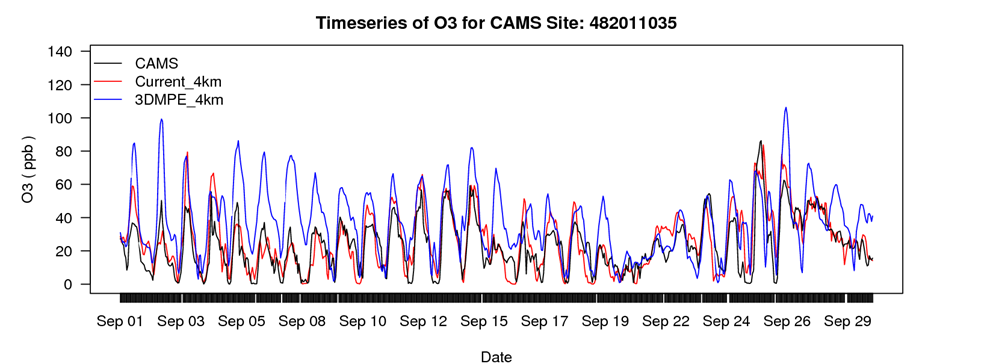 Timeseries of O3 for CAMS Site: 482011035
O3 ( ppb )
140
120
100
80
60
40
20
0
CAMS
Current_4km
3DMPE_4km
Sep 01 Sep 03 Sep 05 Sep 08 Sep 10 Sep 12 Sep 15 Sep 17 Sep 19 Sep 22 Sep 24 Sep 26 Sep 29
Date